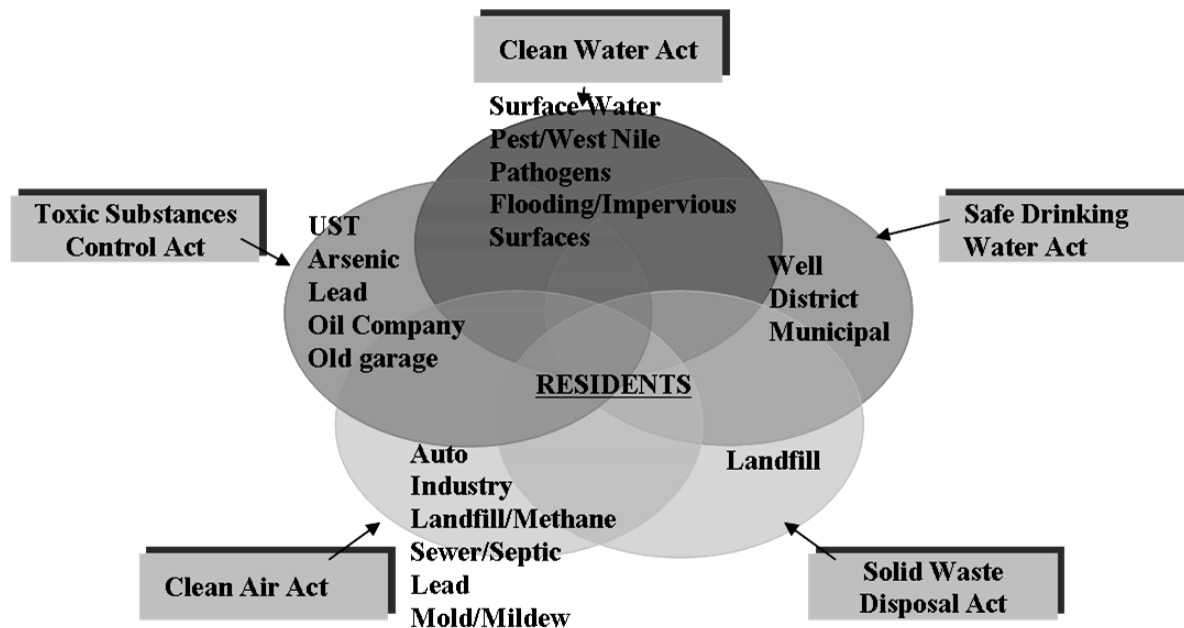 Clean Water Act
Surface Water
Pest/West Nile
Pathogens
Flooding/Impervious
Surfaces
Toxic Substances
Control Act
UST
Arsenic
Lead
Oil Company
Old garage
Safe Drinking
Water Act
Well
District
Municipal
RESIDENTS
Auto
Industry
Landfill/Methane
Sewer/Septic
Lead
Mold/Mildew
Landfill
Clean Air Act
Solid Waste
Disposal Act